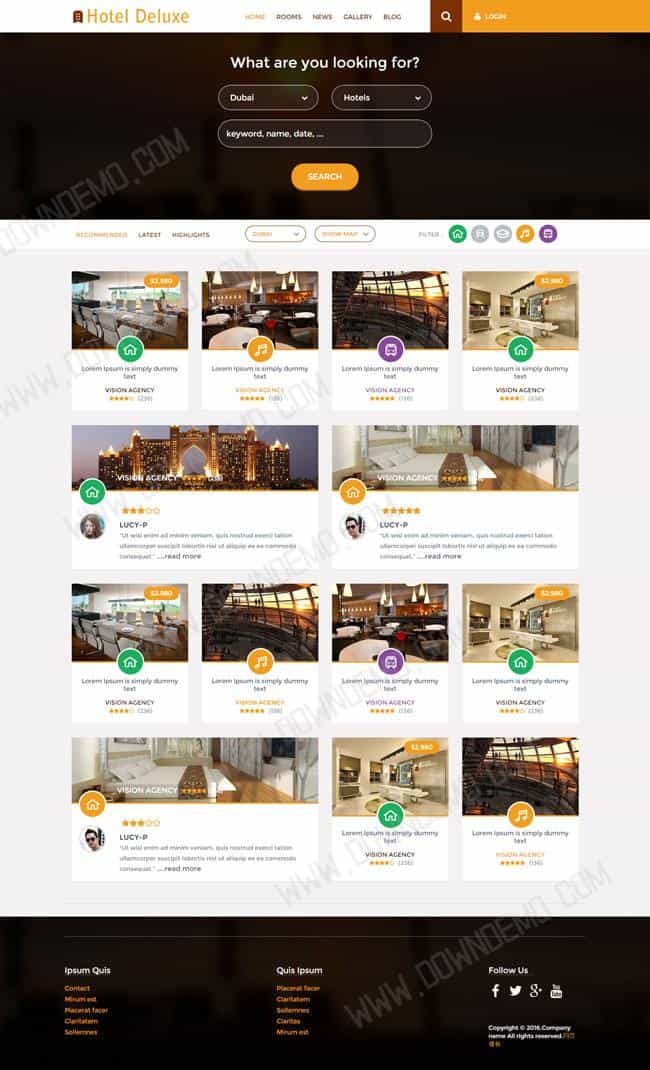 Hotel Deluxe
HOME ROOMS NEWS GALLERY BLOG
LOGIN
What are you looking for?
Dubai Hotels
keyword, name, date, ...
SEARCH
RECOMMENDED LATEST HIGHLIGHTS
DUBAI SHOW MAP
FILTER :
$2,980 $2,980
Lorem Ipsum is simply dummy Lorem Ipsum is simply dummy Lorem Ipsum is simply dummy Lorem Ipsum is simply dummy
text text text text
VISION AGENCY VISION AGENCY VISION AGENCY VISION AGENCY
(236) (136) (136) (236)
VISION AGENCY VISION AGENCY
LUCY-P LUCY-P
"Ut wisi enim ad minim veniam, quis nostrud exerci tation "Ut wisi enim ad minim veniam, quis nostrud exerci tation
ullamcorper suscipit lobortis nisl ut aliquip ex ea commodo ullamcorper suscipit lobortis nisl ut aliquip ex ea commodo
consequat." ....read more consequat." ....read more
$2,980 $2,980
Lorem Ipsum is simply dummy Lorem Ipsum is simply dummy Lorem Ipsum is simply dummy Lorem Ipsum is simply dummy
text text text text
VISION AGENCY VISION AGENCY VISION AGENCY VISION AGENCY
(236) (136) (136) (236)
VISION AGENCY
LUCY-P
"Ut wisi enim ad minim veniam, quis nostrud exerci tation
ullamcorper suscipit lobortis nisl ut aliquip ex ea commodo
consequat." ....read more
$2,980
Lorem Ipsum is simply dummy Lorem Ipsum is simply dummy
text text
VISION AGENCY VISION AGENCY
(236) (136)
Ipsum Quis
Contact
Mirum est
Placerat facer
Claritatem
Sollemnes
Quis Ipsum
Placerat facer
Claritatem
Sollemnes
Claritas
Mirum est
Follow Us
You Tube
Copyright © 2016.Company
name All rights reserved.网页
模板
WWW.DOWNDEMO.COM